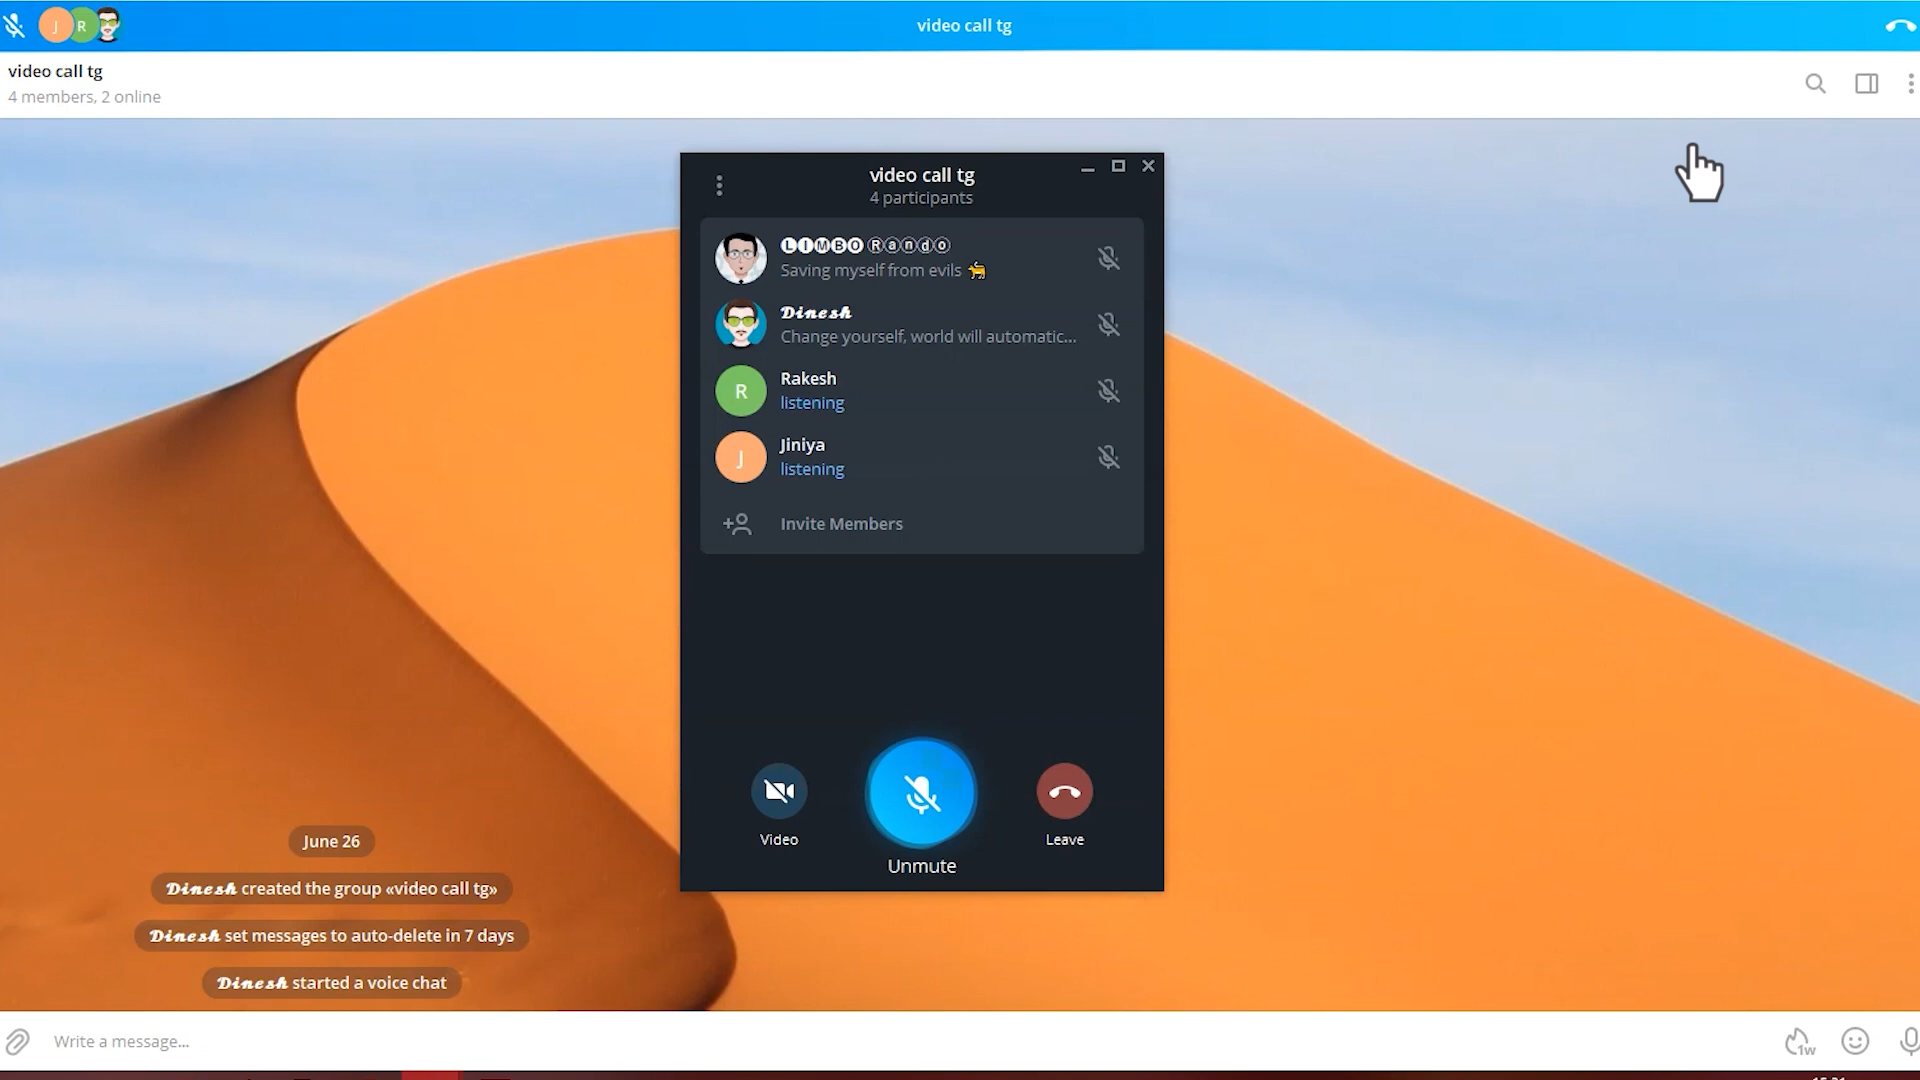 J R
video call tg
video call tg
4 members, 2 online
video call tg
4 participants
🅛🅘🅜🅑🅞 Ⓡⓐⓝⓓⓞ
Saving myself from evils 🐈
𝓓𝓲𝓷𝓮𝓼𝓱
Change yourself, world will automatic...
R
Rakesh
listening
J
Jiniya
listening
Invite Members
Video
Unmute
Leave
June 26
𝓓𝓲𝓷𝓮𝓼𝓱 created the group «video call tg»
𝓓𝓲𝓷𝓮𝓼𝓱 set messages to auto-delete in 7 days
𝓓𝓲𝓷𝓮𝓼𝓱 started a voice chat
Write a message...
1w